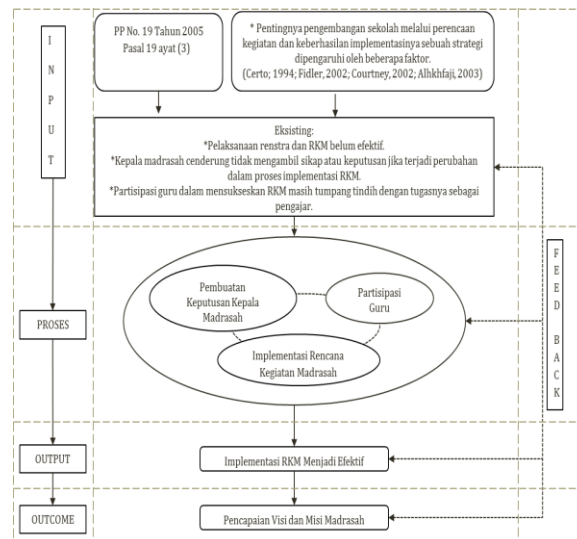 I
N
P
U
T
PP No. 19 Tahun 2005
Pasal 19 ayat (3)
* Pentingnya pengembangan sekolah melalui perencaan
kegiatan dan keberhasilan implementasinya sebuah strategi
dipengaruhi oleh beberapa faktor.
(Certo; 1994; Fidler, 2002; Courtney, 2002; Alhkhfaji, 2003)
Eksisting:
*Pelaksanaan renstra dan RKM belum efektif.
*Kepala madrasah cenderung tidak mengambil sikap atau keputusan jika terjadi perubahan
dalam proses implementasi RKM.
*Partisipasi guru dalam mensukseskan RKM masih tumpang tindih dengan tugasnya sebagai
pengajar.
PROSES
Pembuatan
Keputusan Kepala
Madrasah
Partisipasi
Guru
Implementasi Rencana
Kegiatan Madrasah
F
E
E
D
B
A
C
K
OUTPUT
Implementasi RKM Menjadi Efektif
OUTCOME
Pencapaian Visi dan Misi Madrasah